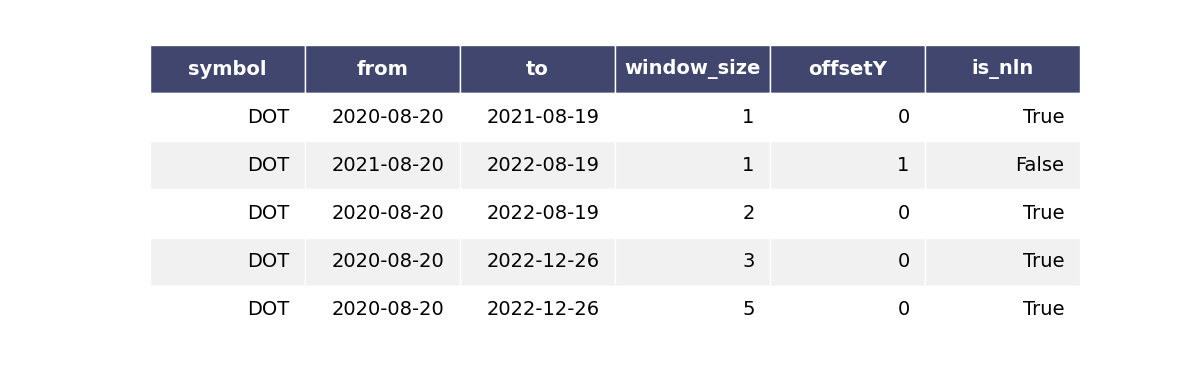 symbol from to window_size offsetY is_nln
DOT 2020-08-20 2021-08-19 1 0 True
DOT 2021-08-20 2022-08-19 1 1 False
DOT 2020-08-20 2022-08-19 2 0 True
DOT 2020-08-20 2022-12-26 3 0 True
DOT 2020-08-20 2022-12-26 5 0 True